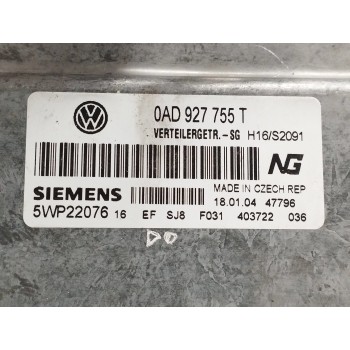 0AD 927 755 T
VERTEILERGETR.-SG H16/S2091
NG
MADE IN CZECH REP
SIEMENS 18.01.04 47796
5WP22076 16 EF SJ8 F031 403722 036
DO